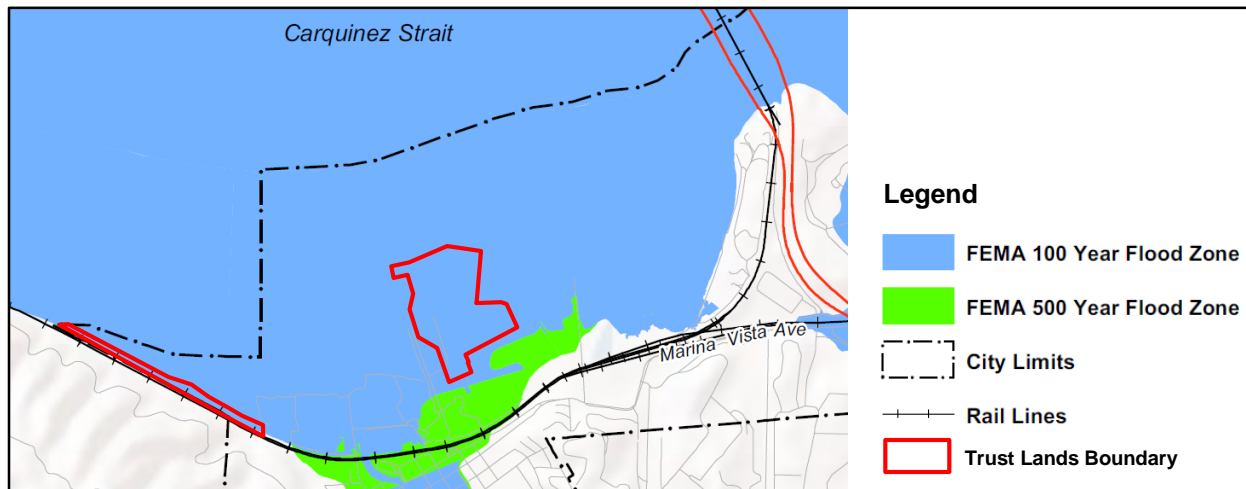 Carquinez Strait
Marina Vista Ave
Legend
FEMA 100 Year Flood Zone
FEMA 500 Year Flood Zone
City Limits
Rail Lines
Trust Lands Boundary